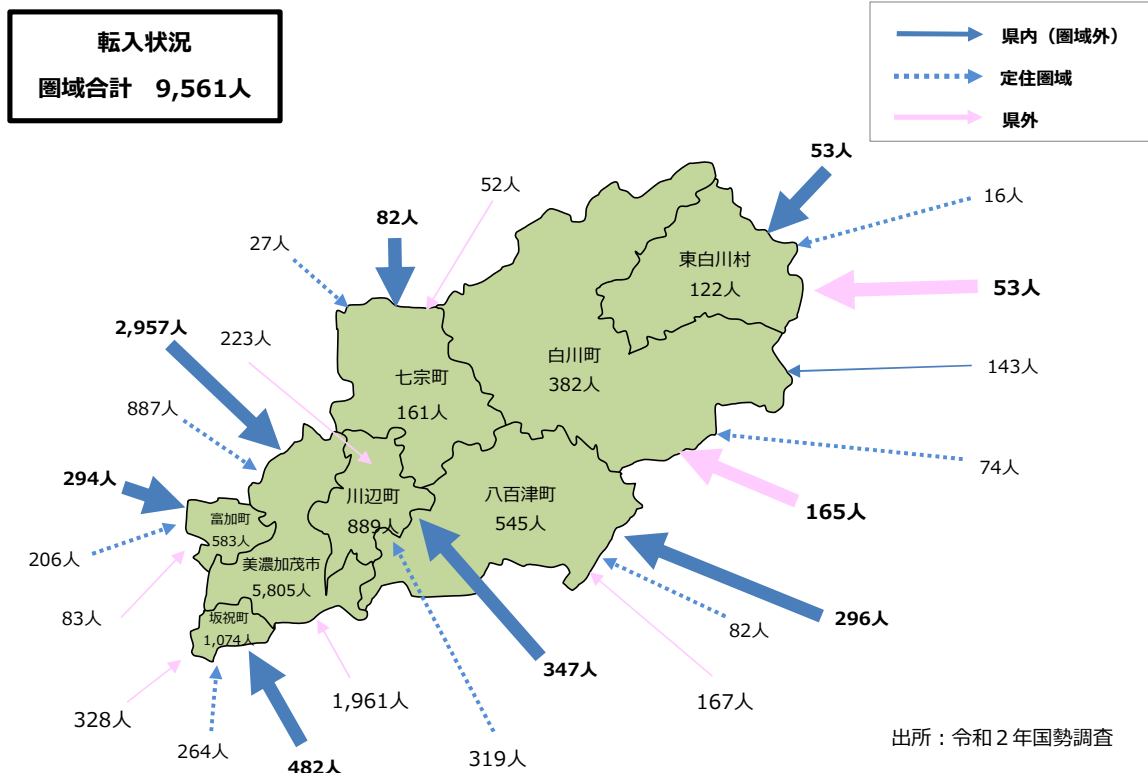 転入状況
圏域合計 9,561人
県内（圏域外）
定住圏域
県外
53人
52人
16人
82人
27人
東白川村
122人
53人
2,957人
223人
白川町
382人
143人
七宗町
161人
887人
74人
294人
八百津町
545人
165人
川辺町
889人
富加町
583人
206人
美濃加茂市
5,805人
83人
坂祝町
1,074人
296人
82人
347人
1,961人
167人
328人
264人
319人
482人
出所：令和２年国勢調査